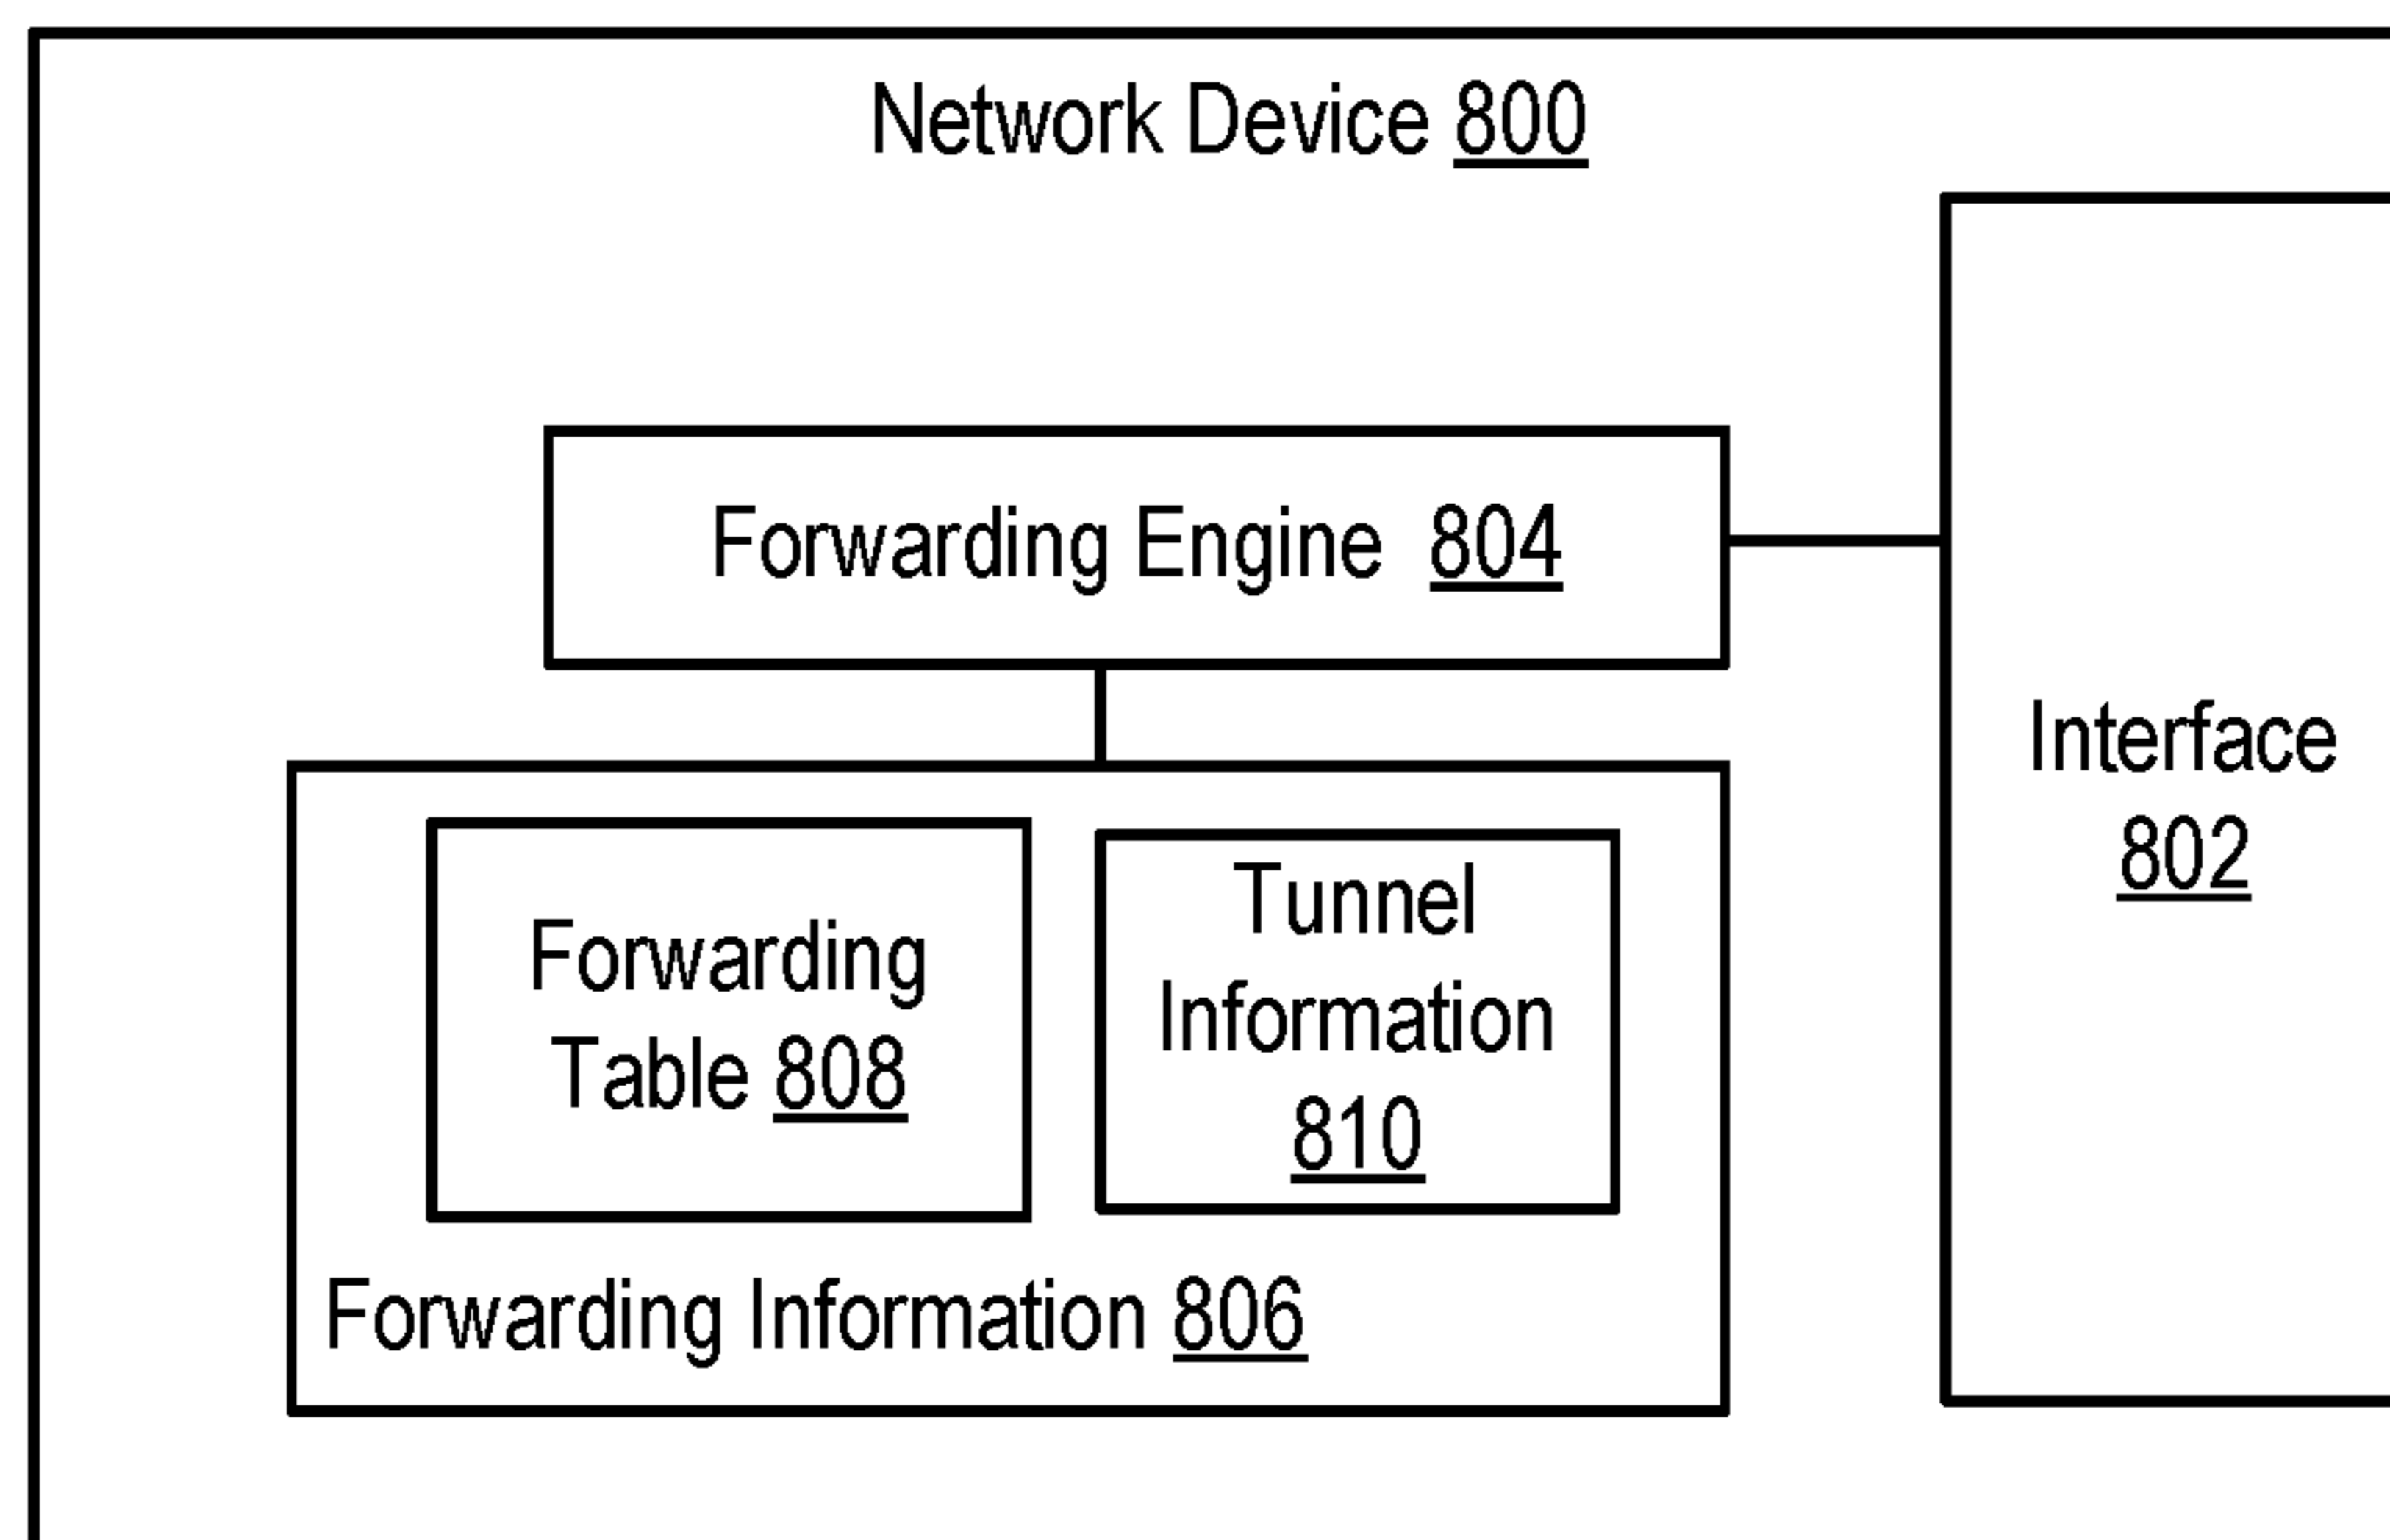 Network Device 800
Forwarding Engine 804
Interface
802
Forwarding
Table 808
Tunnel
Information
810
Forwarding Information 806